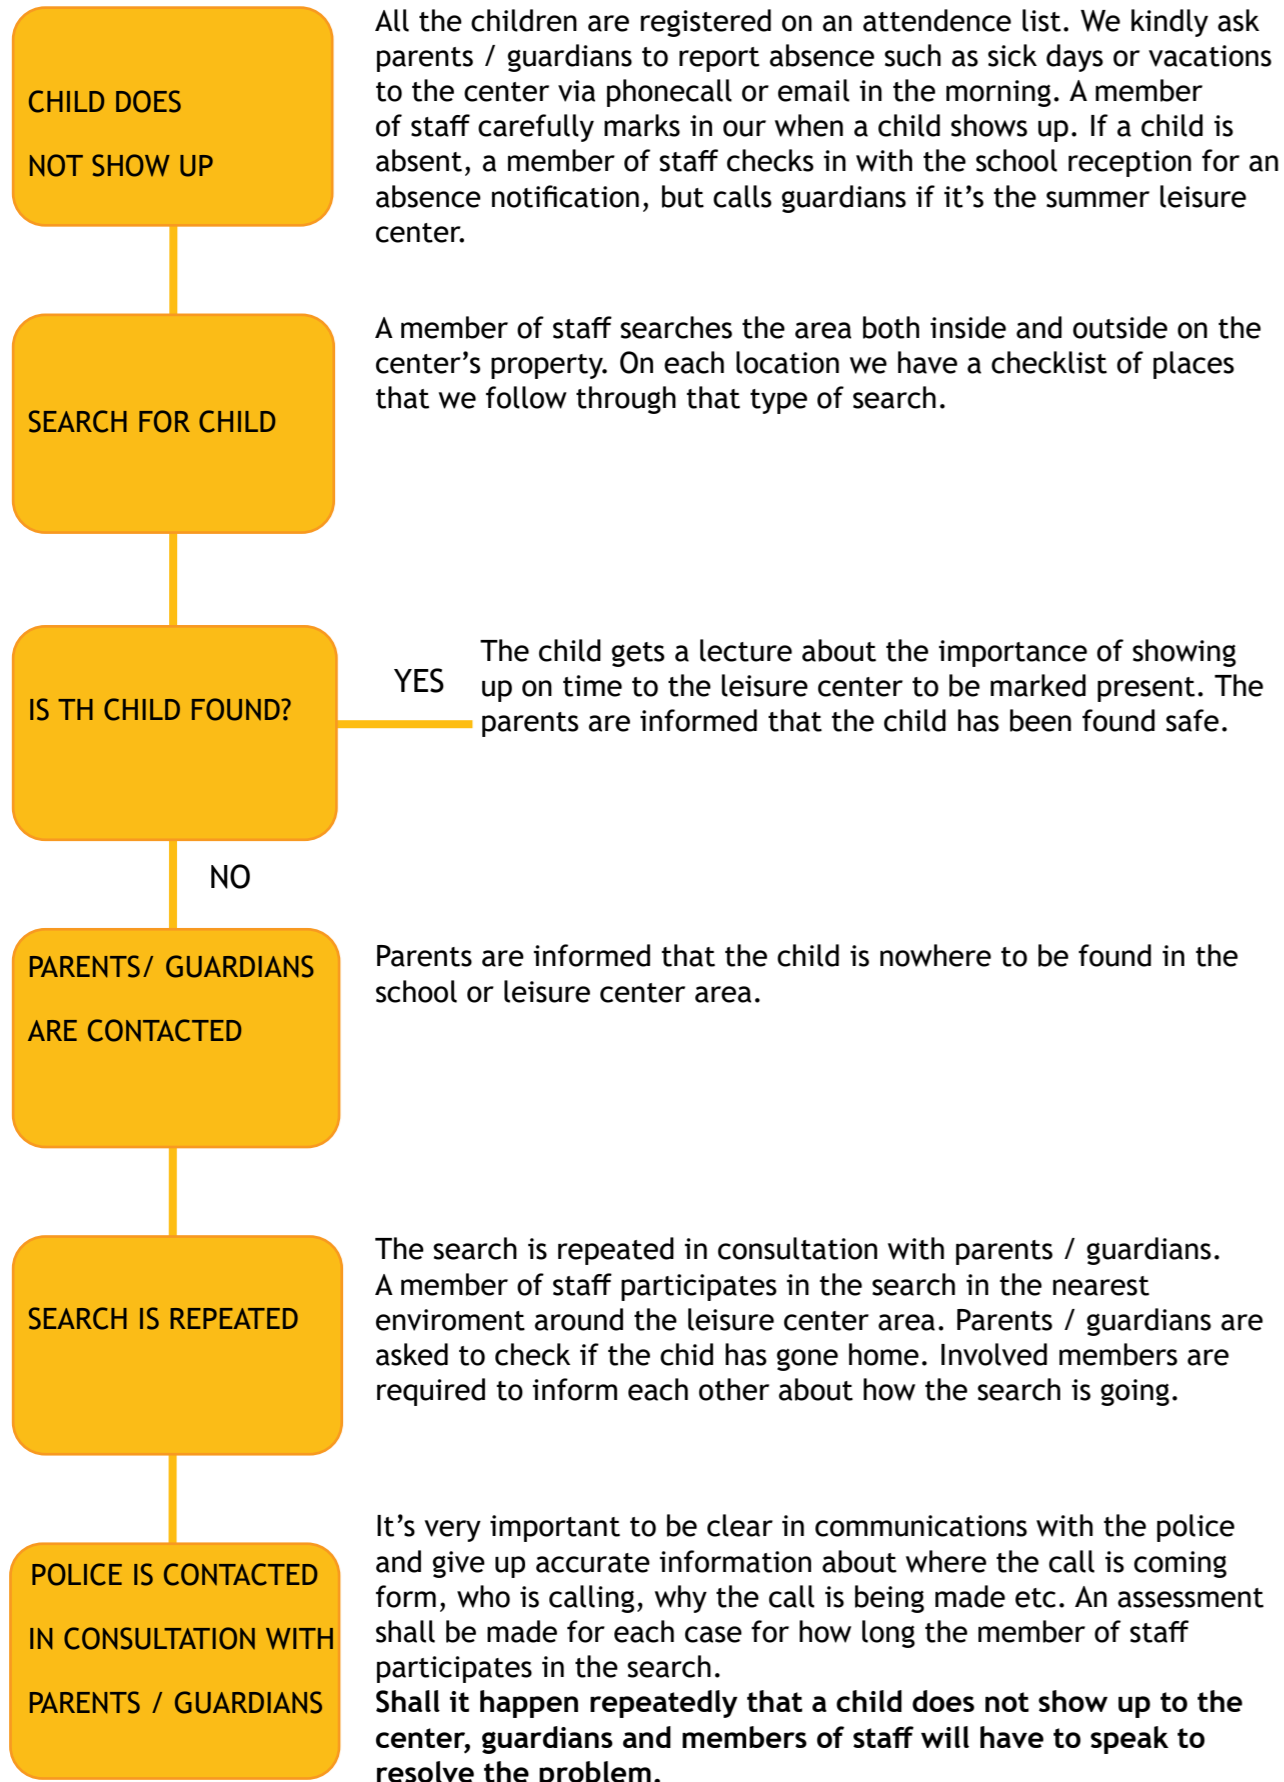 CHILD DOES
NOT SHOW UP
All the children are registered on an attendence list. We kindly ask
parents / guardians to report absence such as sick days or vacations
to the center via phonecall or email in the morning. A member
of staff carefully marks in our when a child shows up. If a child is
absent, a member of staff checks in with the school reception for an
absence notification, but calls guardians if it’s the summer leisure
center.
SEARCH FOR CHILD
A member of staff searches the area both inside and outside on the
center’s property. On each location we have a checklist of places
that we follow through that type of search.
IS TH CHILD FOUND?
YES
The child gets a lecture about the importance of showing
up on time to the leisure center to be marked present. The
parents are informed that the child has been found safe.
NO
PARENTS/ GUARDIANS
ARE CONTACTED
Parents are informed that the child is nowhere to be found in the
school or leisure center area.
SEARCH IS REPEATED
The search is repeated in consultation with parents / guardians.
A member of staff participates in the search in the nearest
enviroment around the leisure center area. Parents / guardians are
asked to check if the chid has gone home. Involved members are
required to inform each other about how the search is going.
POLICE IS CONTACTED
IN CONSULTATION WITH
PARENTS / GUARDIANS
It’s very important to be clear in communications with the police
and give up accurate information about where the call is coming
form, who is calling, why the call is being made etc. An assessment
shall be made for each case for how long the member of staff
participates in the search.
Shall it happen repeatedly that a child does not show up to the
center, guardians and members of staff will have to speak to
resolve the problem.